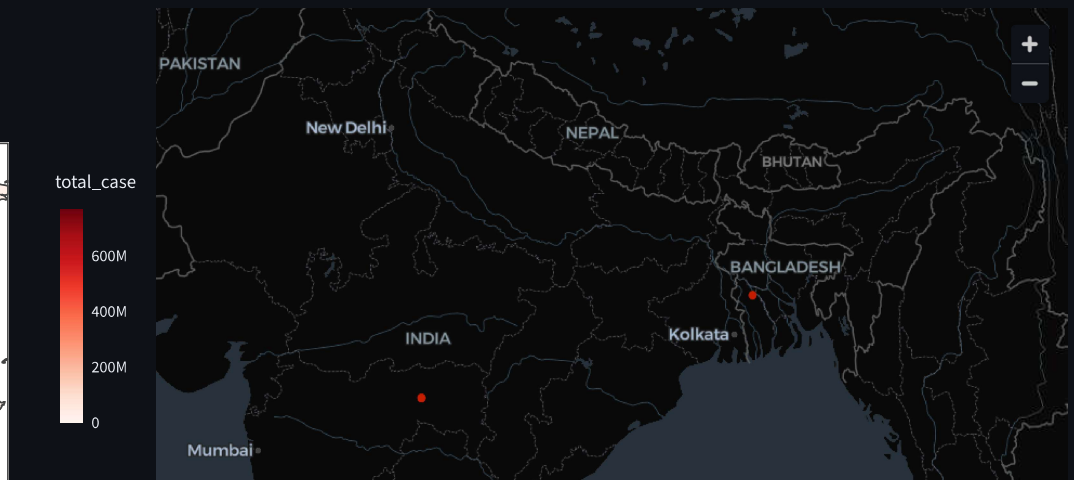 total_case
600M
400M
200M
0
+
−
PAKISTAN
New Delhi
NEPAL
BHUTAN
BANGLADESH
Kolkata
INDIA
Mumbai